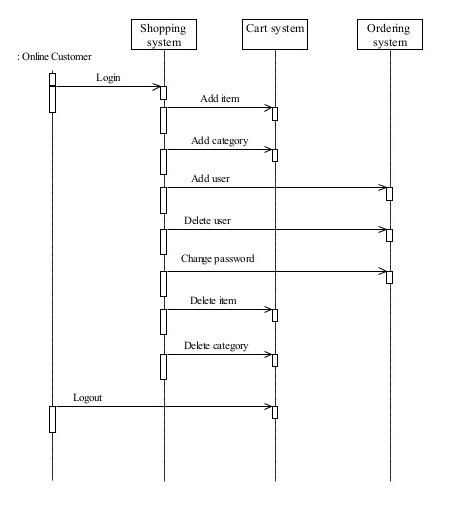 Shopping
system
Cart system
Ordering
system
: Online Customer
Login
Add item
Add category
Add user
Delete user
Change password
Delete item
Delete category
Logout